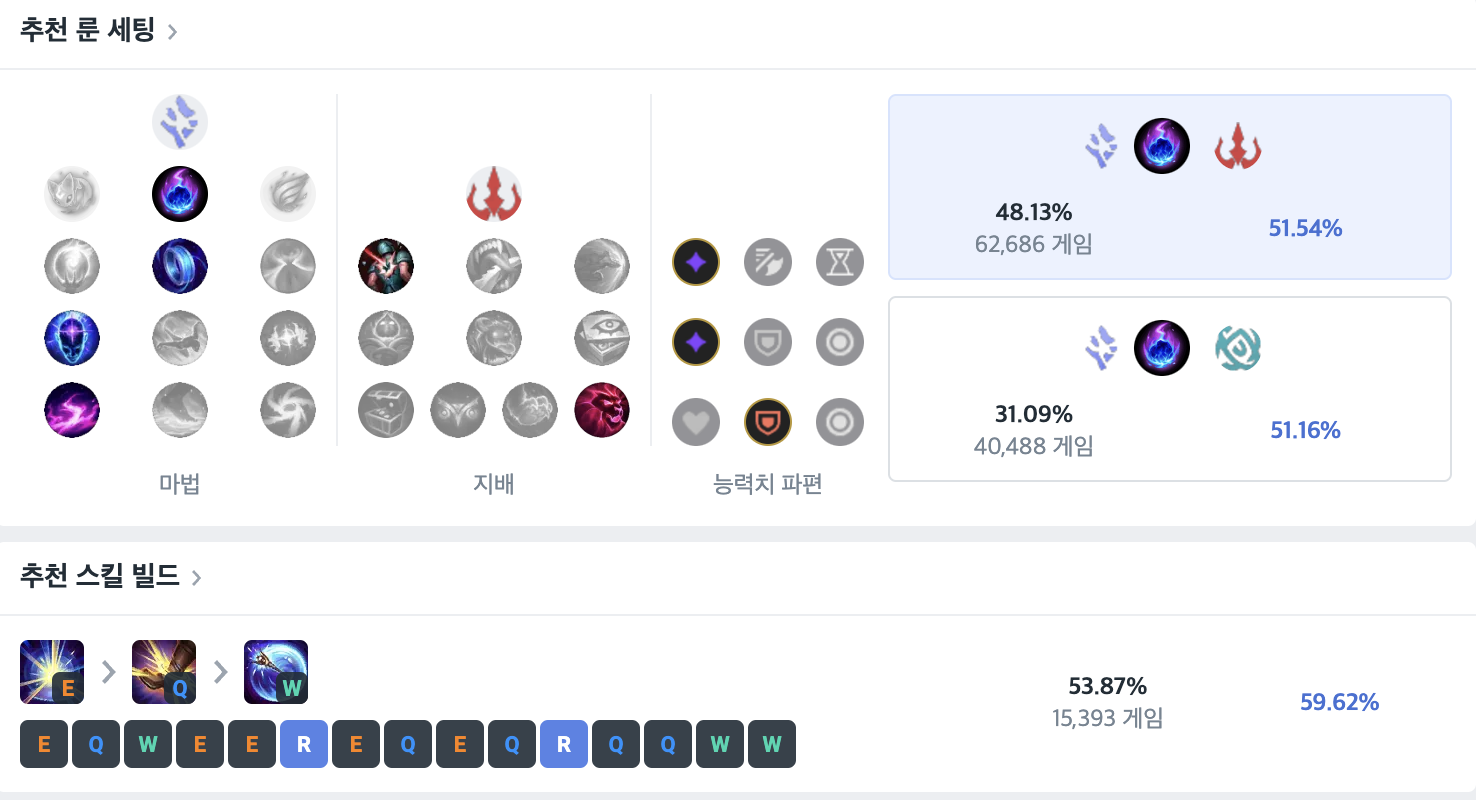 추천 룬 세팅
48.13%
62,686 게임
51.54%
31.09%
40,488 게임
51.16%
마법
지배
능력치 파편
추천 스킬 빌드
E
Q
W
53.87%
15,393 게임
59.62%
E Q W E E R E Q E Q R Q Q W W